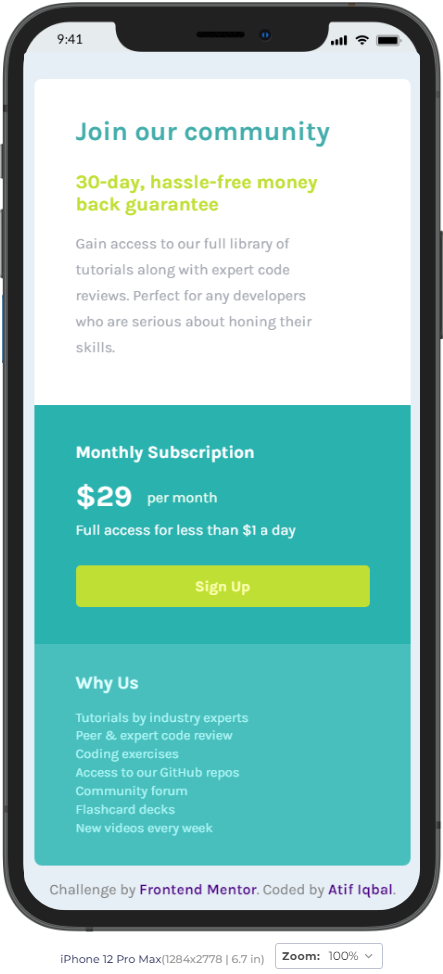 9:41
Join our community
30-day, hassle-free money
back guarantee
Gain access to our full library of
tutorials along with expert code
reviews. Perfect for any developers
who are serious about honing their
skills.
Monthly Subscription
$29 per month
Full access for less than $1 a day
Sign Up
Why Us
Tutorials by industry experts
Peer & expert code review
Coding exercises
Access to our GitHub repos
Community forum
Flashcard decks
New videos every week
Challenge by Frontend Mentor. Coded by Atif Iqbal.
iPhone 12 Pro Max(1284x2778 | 6.7 in) Zoom: 100%